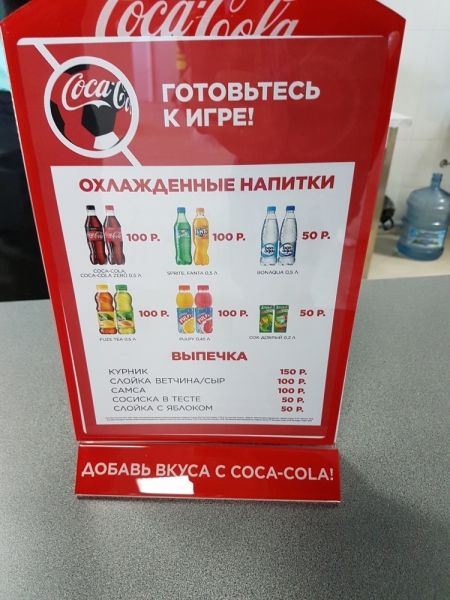 Coca-Cola
Coca-Co
ГОТОВЬТЕСЬ
К ИГРЕ!
ОХЛАЖДЕННЫЕ НАПИТКИ
100 Р.
100 Р.
50 Р.
COCA-COLA,
COCA-COLA ZERO 0,5 Л
SPRITE, FANTA 0,5 Л
BONAQUA 0,5 Л
100 Р.
100 Р.
50 Р.
FUZE TEA 0,5 Л
PULPY 0,45 Л
СОК ДОБРЫЙ 0,2 Л
ВЫПЕЧКА
КУРНИК 150 Р.
СЛОЙКА ВЕТЧИНА/СЫР 100 Р.
САМСА 100 Р.
СОСИСКА В ТЕСТЕ 50 Р.
СЛОЙКА С ЯБЛОКОМ 50 Р.
ДОБАВЬ ВКУСА С COCA-COLA!